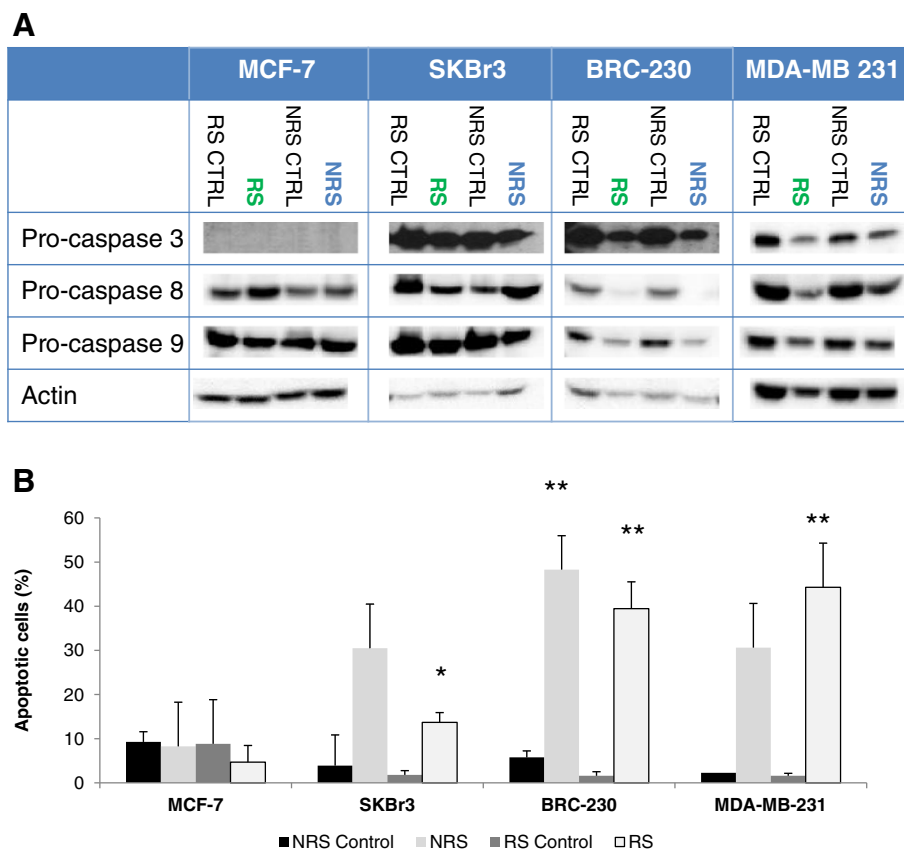 A
MCF-7 SKBr3 BRC-230 MDA-MB 231
RS CTRL RS NRS CTRL NRS RS CTRL RS NRS CTRL NRS RS CTRL RS NRS CTRL NRS RS CTRL RS NRS CTRL NRS
Pro-caspase 3
Pro-caspase 8
Pro-caspase 9
Actin
B
** ** ** *
Apoptotic cells (%)
60
50
40
30
20
10
0
MCF-7 SKBr3 BRC-230 MDA-MB-231
NRS Control NRS RS Control RS